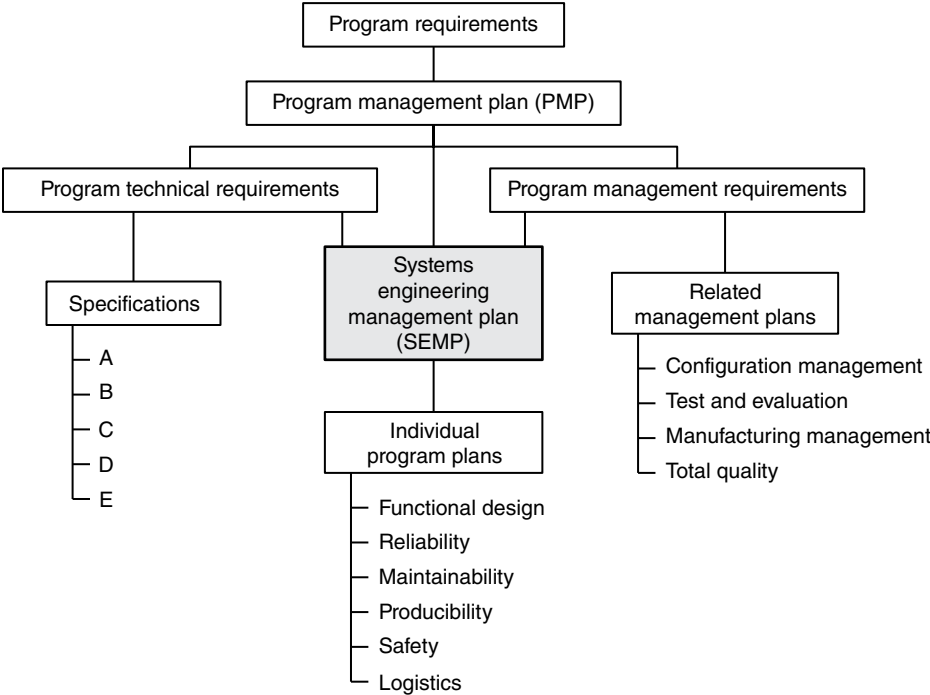 Program requirements
Program management plan (PMP)
Program technical requirements
Program management requirements
Systems
engineering
management plan
(SEMP)
Specifications
A
B
C
D
E
Related
management plans
Configuration management
Test and evaluation
Manufacturing management
Total quality
Individual
program plans
Functional design
Reliability
Maintainability
Producibility
Safety
Logistics